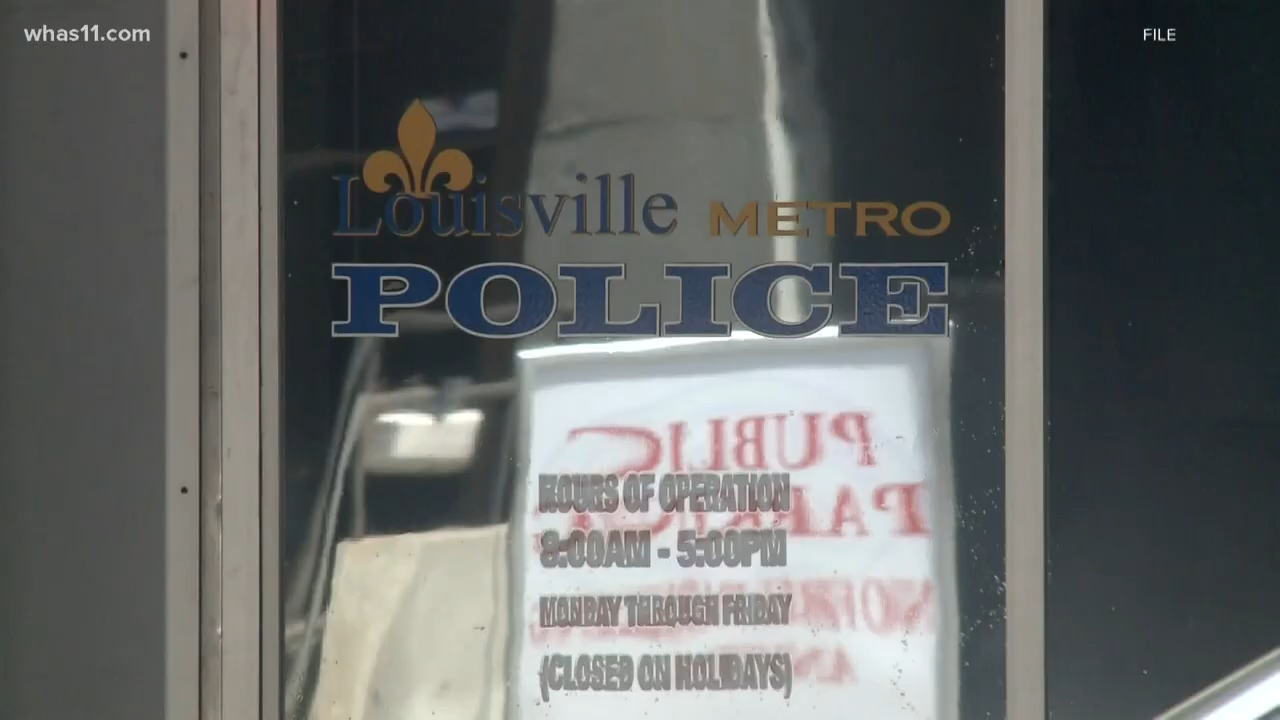 whas11.com
FILE
Louisville METRO
POLICE
PUBLIC
HOURS OF OPERATION
8:00AM - 5:00PM
MONDAY THROUGH FRIDAY
(CLOSED ON HOLIDAYS)